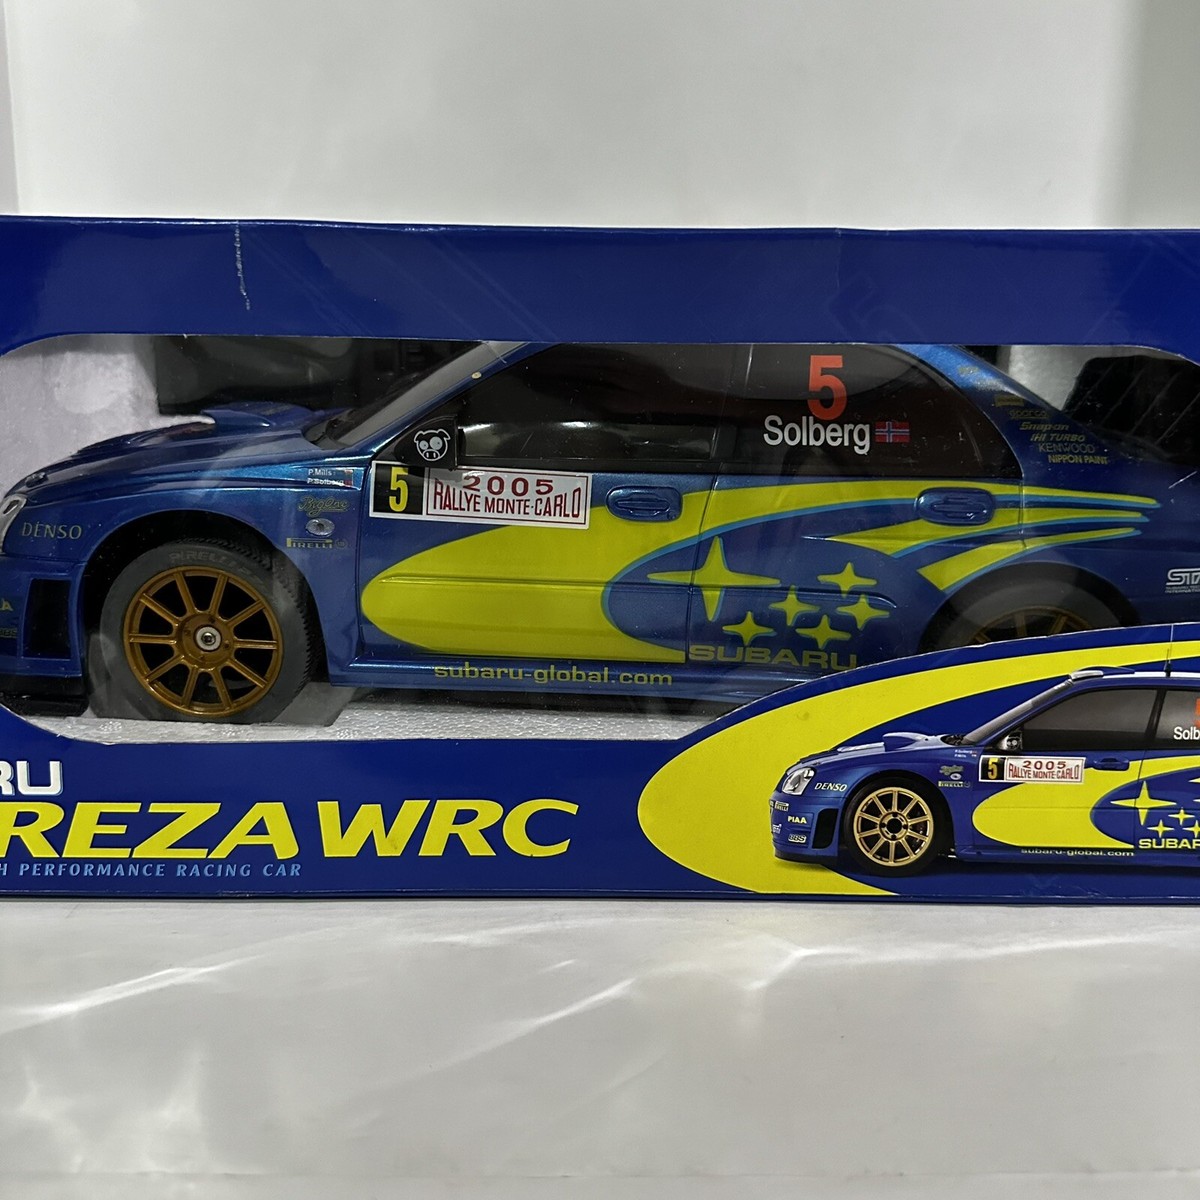 5
Solberg
sparco
Snap-on
IHI TURBO
KENWOOD
NIPPON PAINT
P.Mills
P.Solberg
5
2005
RALLYE MONTE-CARLO
DENSO
PIRELLI
PIRELLI
STi
SUBARU
subaru-global.com
RU
REZA WRC
H PERFORMANCE RACING CAR
Solb
5
2005
RALLYE MONTE-CARLO
DENSO
PIRELLI
PIAA
SUBAR
subaru-global.com